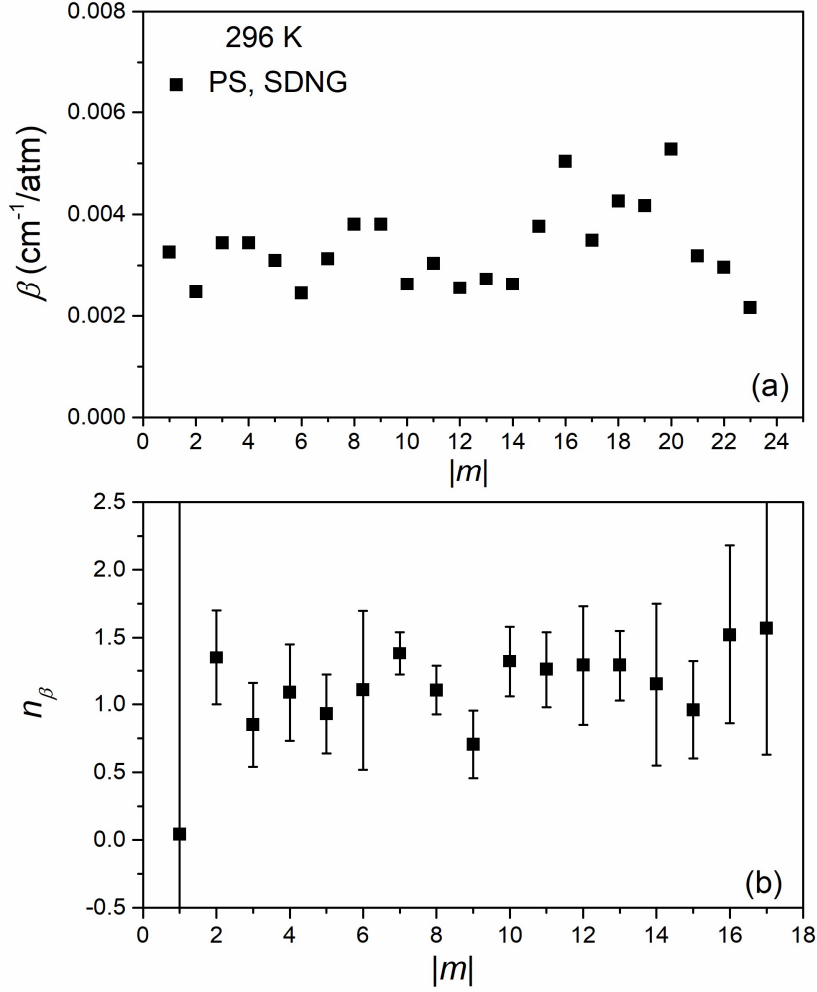 0.008
0.006
0.004
0.002
0.000
β (cm⁻¹/atm)
296 K
PS, SDNG
(a)
0 2 4 6 8 10 12 14 16 18 20 22 24
|m|
2.5
2.0
1.5
1.0
0.5
0.0
-0.5
nβ
(b)
0 2 4 6 8 10 12 14 16 18
|m|